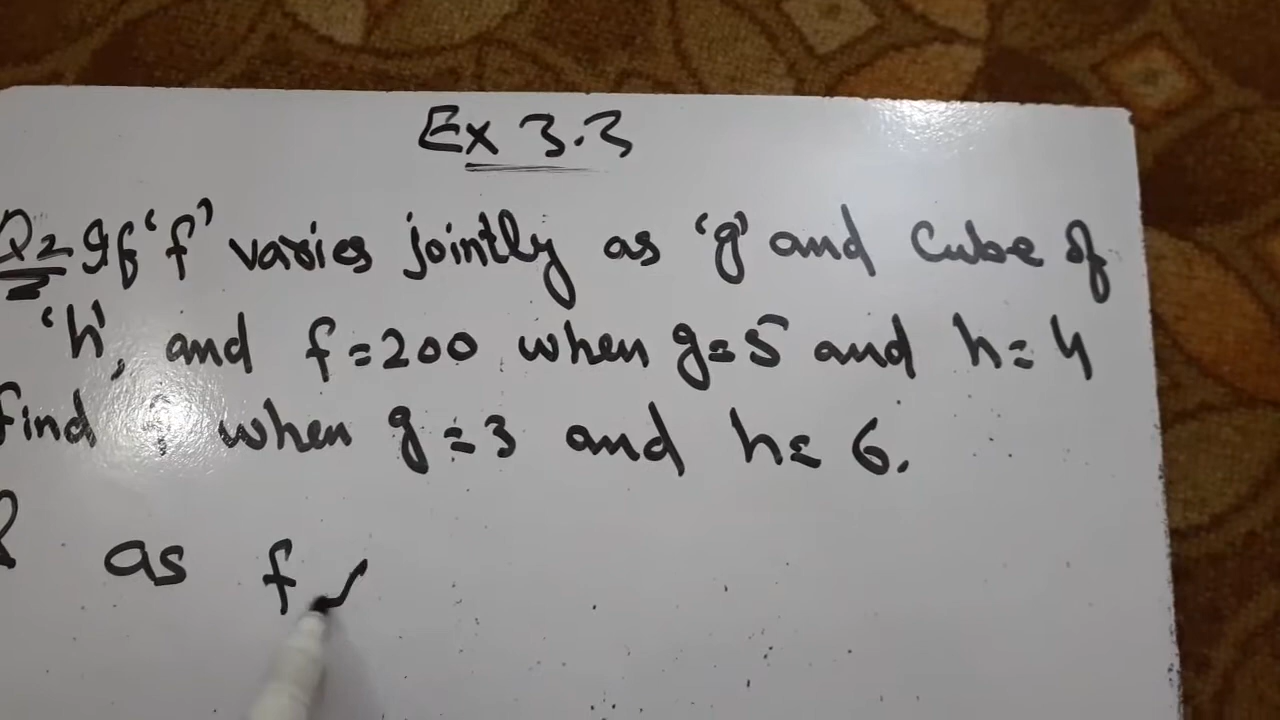 Ex 3.3
Q2 If 'f' varies jointly as 'g' and Cube of
'h', and f=200 when g=5 and h=4
find when g=3 and h= 6.
as f